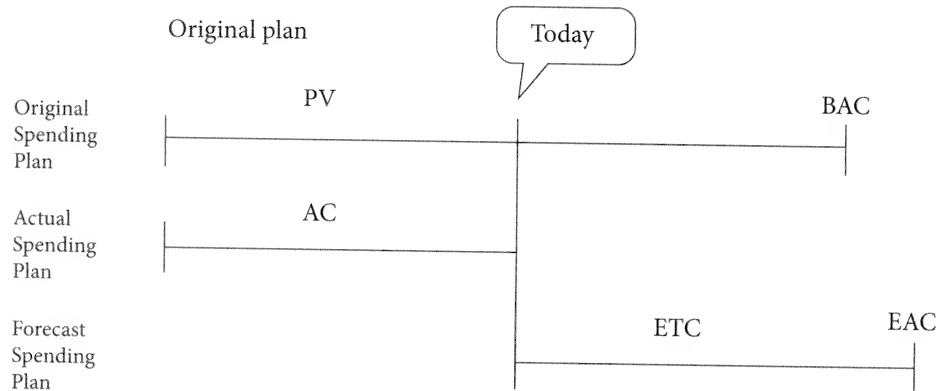 Original plan
Today
PV
BAC
Original
Spending
Plan
AC
Actual
Spending
Plan
ETC
EAC
Forecast
Spending
Plan